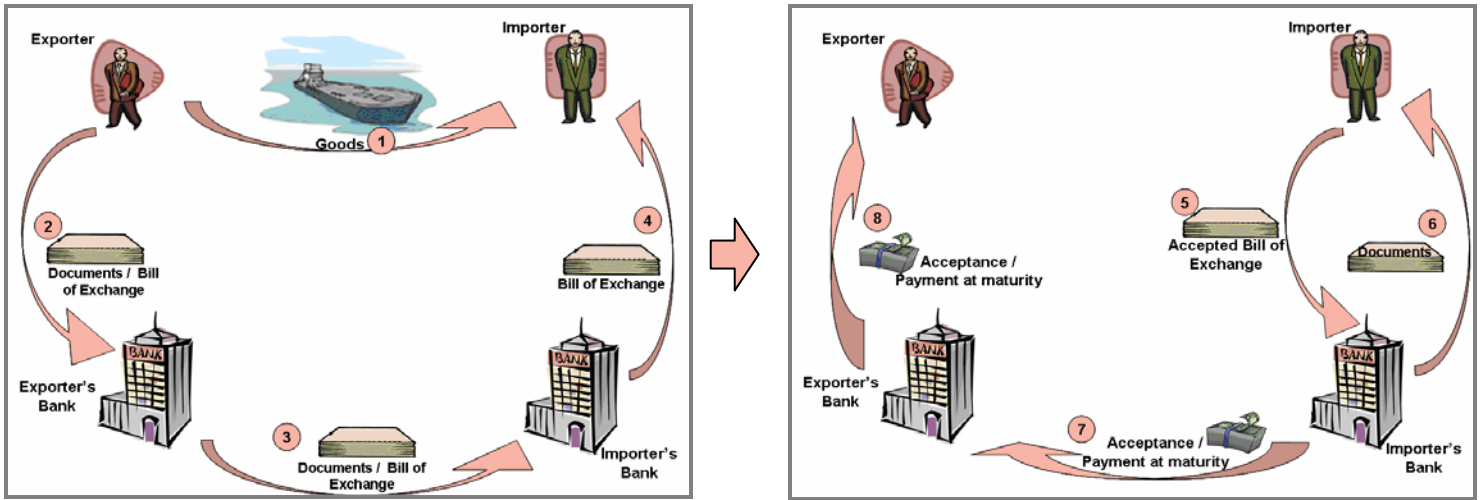 Exporter
Importer
Goods
1
2
Documents / Bill
of Exchange
4
Bill of Exchange
BANK
Exporter's
Bank
BANK
3
Documents / Bill of
Exchange
Importer's
Bank
Exporter
Importer
8
Acceptance /
Payment at maturity
5
Accepted Bill of
Exchange
6
Documents
BANK
Exporter's
Bank
BANK
7
Acceptance /
Payment at maturity
Importer's
Bank